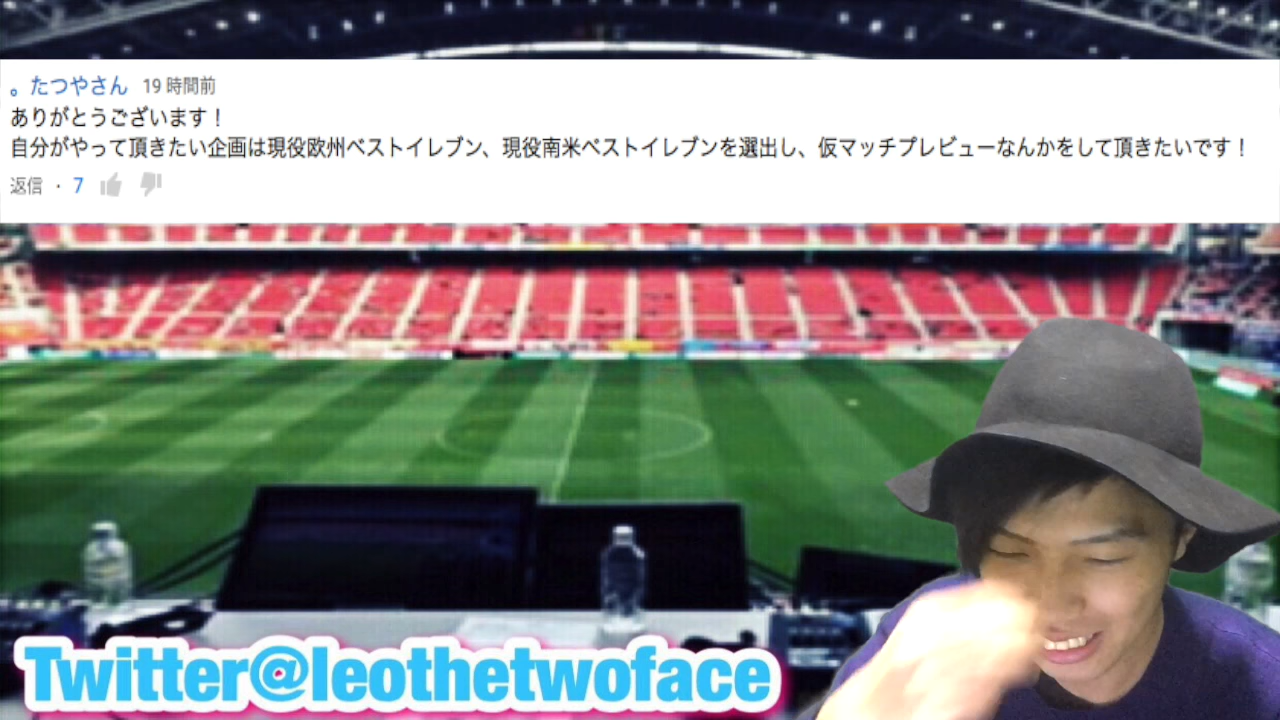 。たつやさん 19 時間前
ありがとうございます！
自分がやって頂きたい企画は現役欧州ベストイレブン、現役南米ベストイレブンを選出し、仮マッチプレビューなんかをして頂きたいです！
返信 · 7
Twitter@leothetwoface